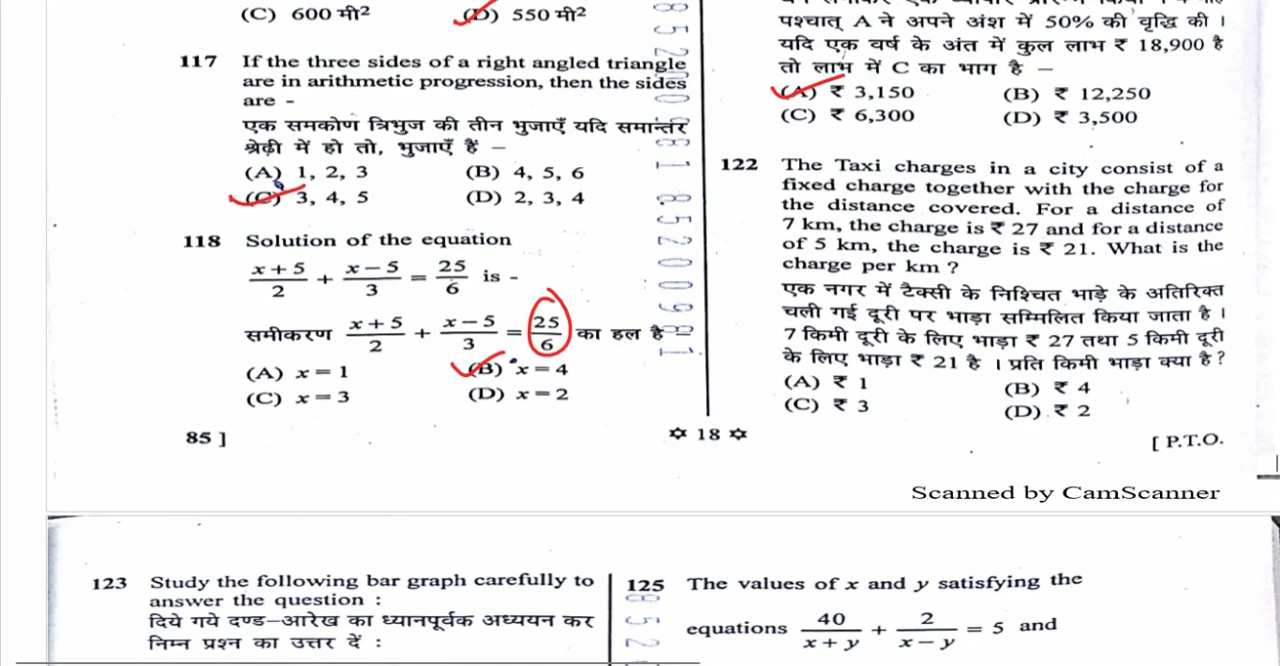 (C) 600 मी²
(D) 550 मी²
117 If the three sides of a right angled triangle
are in arithmetic progression, then the sides
are -
एक समकोण त्रिभुज की तीन भुजाएँ यदि समान्तर
श्रेढ़ी में हो तो, भुजाएँ हैं –
(A) 1, 2, 3
(B) 4, 5, 6
(C) 3, 4, 5
(D) 2, 3, 4
118 Solution of the equation
x + 5 / 2 + x − 5 / 3 = 25 / 6 is -
समीकरण x + 5 / 2 + x − 5 / 3 = 25 / 6 का हल है –
(A) x = 1
(B) x = 4
(C) x = 3
(D) x = 2
85 ]
✡ 18 ✡
पश्चात् A ने अपने अंश में 50% की वृद्धि की ।
यदि एक वर्ष के अंत में कुल लाभ ₹ 18,900 है
तो लाभ में C का भाग है –
(A) ₹ 3,150
(B) ₹ 12,250
(C) ₹ 6,300
(D) ₹ 3,500
122 The Taxi charges in a city consist of a
fixed charge together with the charge for
the distance covered. For a distance of
7 km, the charge is ₹ 27 and for a distance
of 5 km, the charge is ₹ 21. What is the
charge per km ?
एक नगर में टैक्सी के निश्चित भाड़े के अतिरिक्त
चली गई दूरी पर भाड़ा सम्मिलित किया जाता है ।
7 किमी दूरी के लिए भाड़ा ₹ 27 तथा 5 किमी दूरी
के लिए भाड़ा ₹ 21 है । प्रति किमी भाड़ा क्या है ?
(A) ₹ 1
(B) ₹ 4
(C) ₹ 3
(D) ₹ 2
[ P.T.O.
Scanned by CamScanner
123 Study the following bar graph carefully to
answer the question :
दिये गये दण्ड–आरेख का ध्यानपूर्वक अध्ययन कर
निम्न प्रश्न का उत्तर दें :
125 The values of x and y satisfying the
equations 40 / x + y + 2 / x − y = 5 and